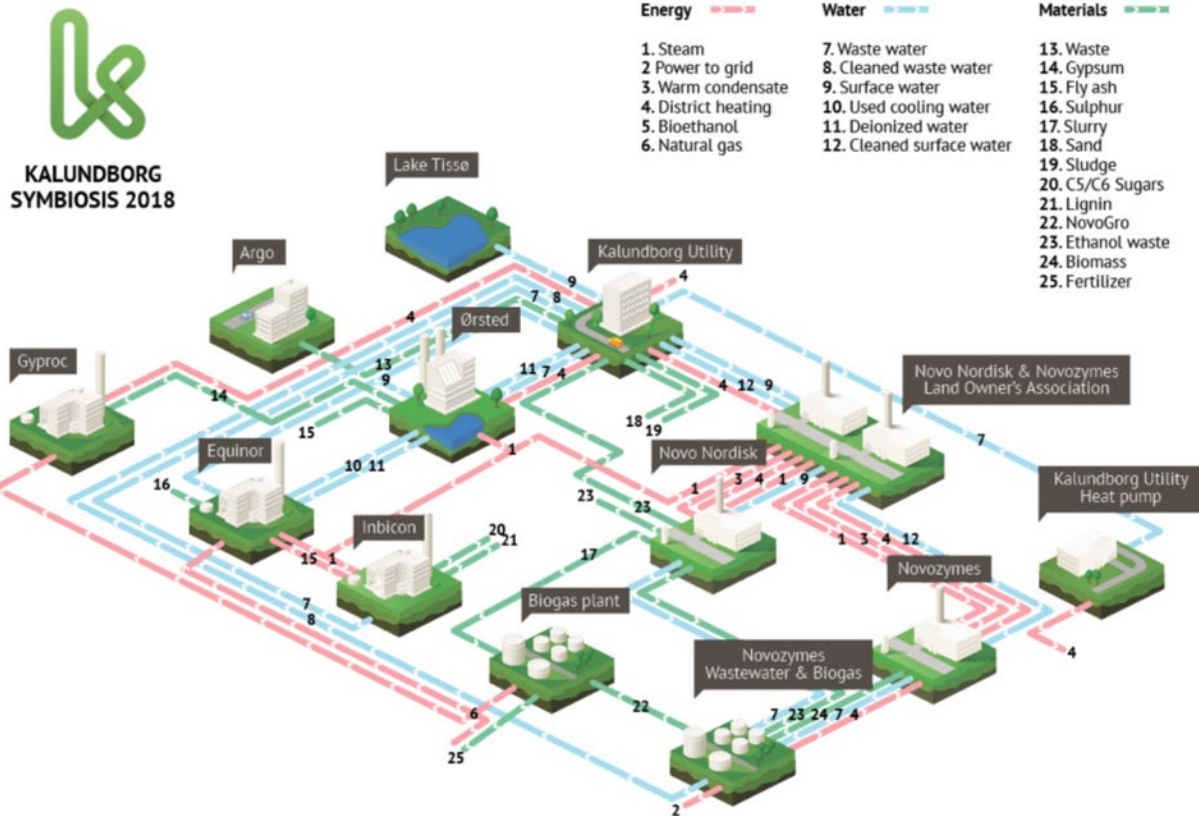 KALUNDBORG
SYMBIOSIS 2018
Energy
1. Steam
2 Power to grid
3. Warm condensate
4. District heating
5. Bioethanol
6. Natural gas
Water
7. Waste water
8. Cleaned waste water
9. Surface water
10. Used cooling water
11. Deionized water
12. Cleaned surface water
Materials
13. Waste
14. Gypsum
15. Fly ash
16. Sulphur
17. Slurry
18. Sand
19. Sludge
20. C5/C6 Sugars
21. Lignin
22. NovoGro
23. Ethanol waste
24. Biomass
25. Fertilizer
Lake Tissø
Argo
Kalundborg Utility
9
4
7 8
4
Ørsted
Gyproc
13
9
11 7 4
14
15
4 12 9
Novo Nordisk & Novozymes
Land Owner's Association
18
19
7
Equinor
10 11
1
Novo Nordisk
16
1 3 4 1 9
Kalundborg Utility
Heat pump
23
23
Inbicon
20
21
15 1
17
1 3 4 12
Novozymes
Biogas plant
7
8
Novozymes
Wastewater & Biogas
4
22
6
7 23 24 7 4
25
2